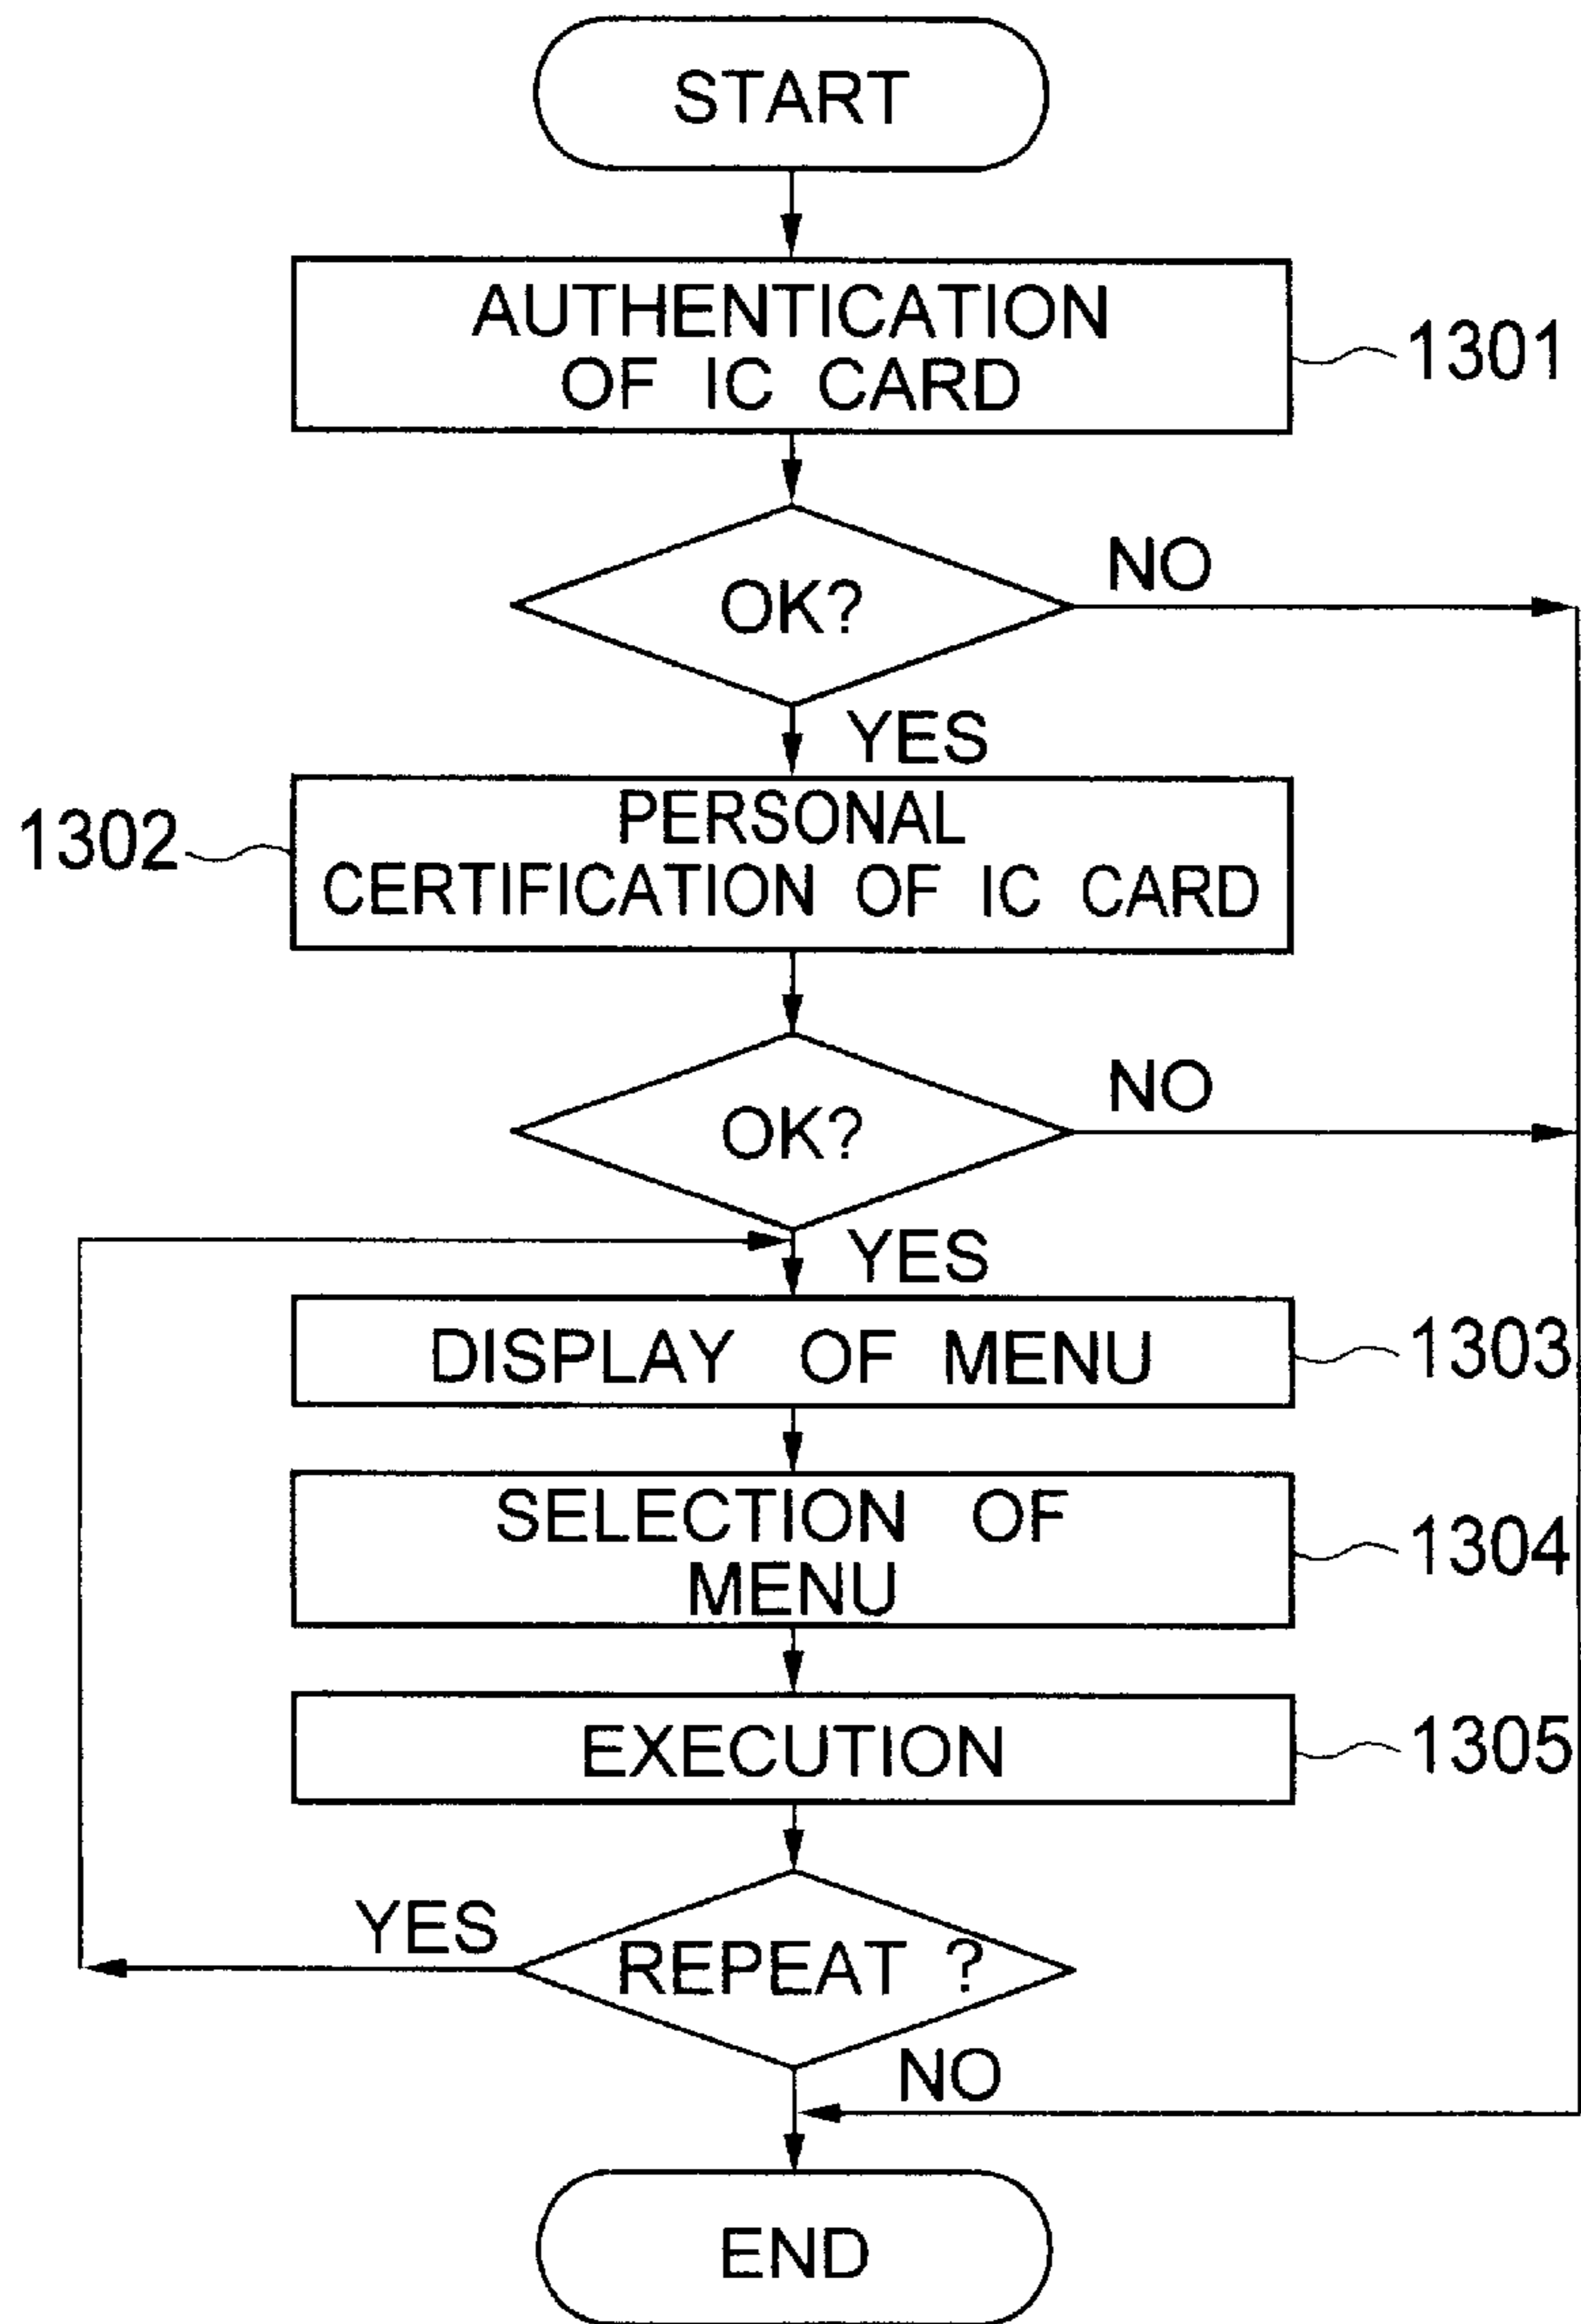 START
AUTHENTICATION
OF IC CARD
1301
OK?
NO
YES
PERSONAL
CERTIFICATION OF IC CARD
1302
OK?
NO
YES
DISPLAY OF MENU
1303
SELECTION OF
MENU
1304
EXECUTION
1305
REPEAT ?
YES
NO
END